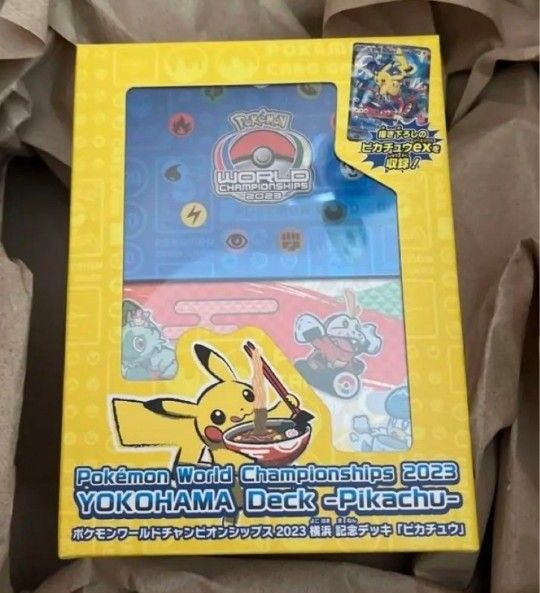 描き下ろしの
ピカチュウexを
収録!
Pokémon
WORLD
CHAMPIONSHIPS
2023
Pokémon World Championships 2023
YOKOHAMA Deck -Pikachu-
ポケモンワールドチャンピオンシップス2023 横浜 記念デッキ「ピカチュウ」